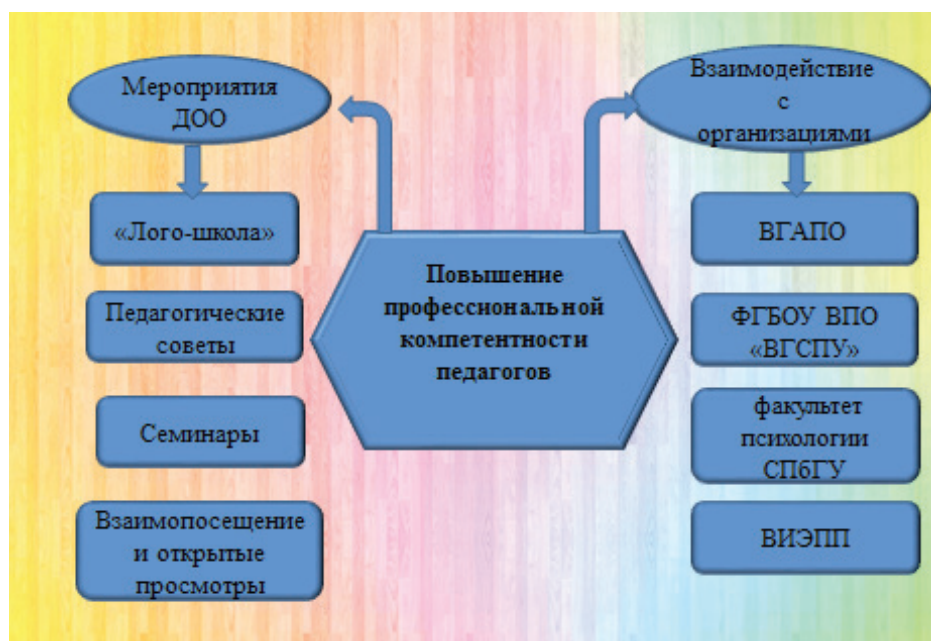 Мероприятия
ДОО
«Лого-школа»
Педагогические
советы
Семинары
Взаимопосещение
и открытые
просмотры
Повышение
профессиональной
компетентности
педагогов
Взаимодействие
с
организациями
ВГАПО
ФГБОУ ВПО
«ВГСПУ»
факультет
психологии
СПбГУ
ВИЭПП